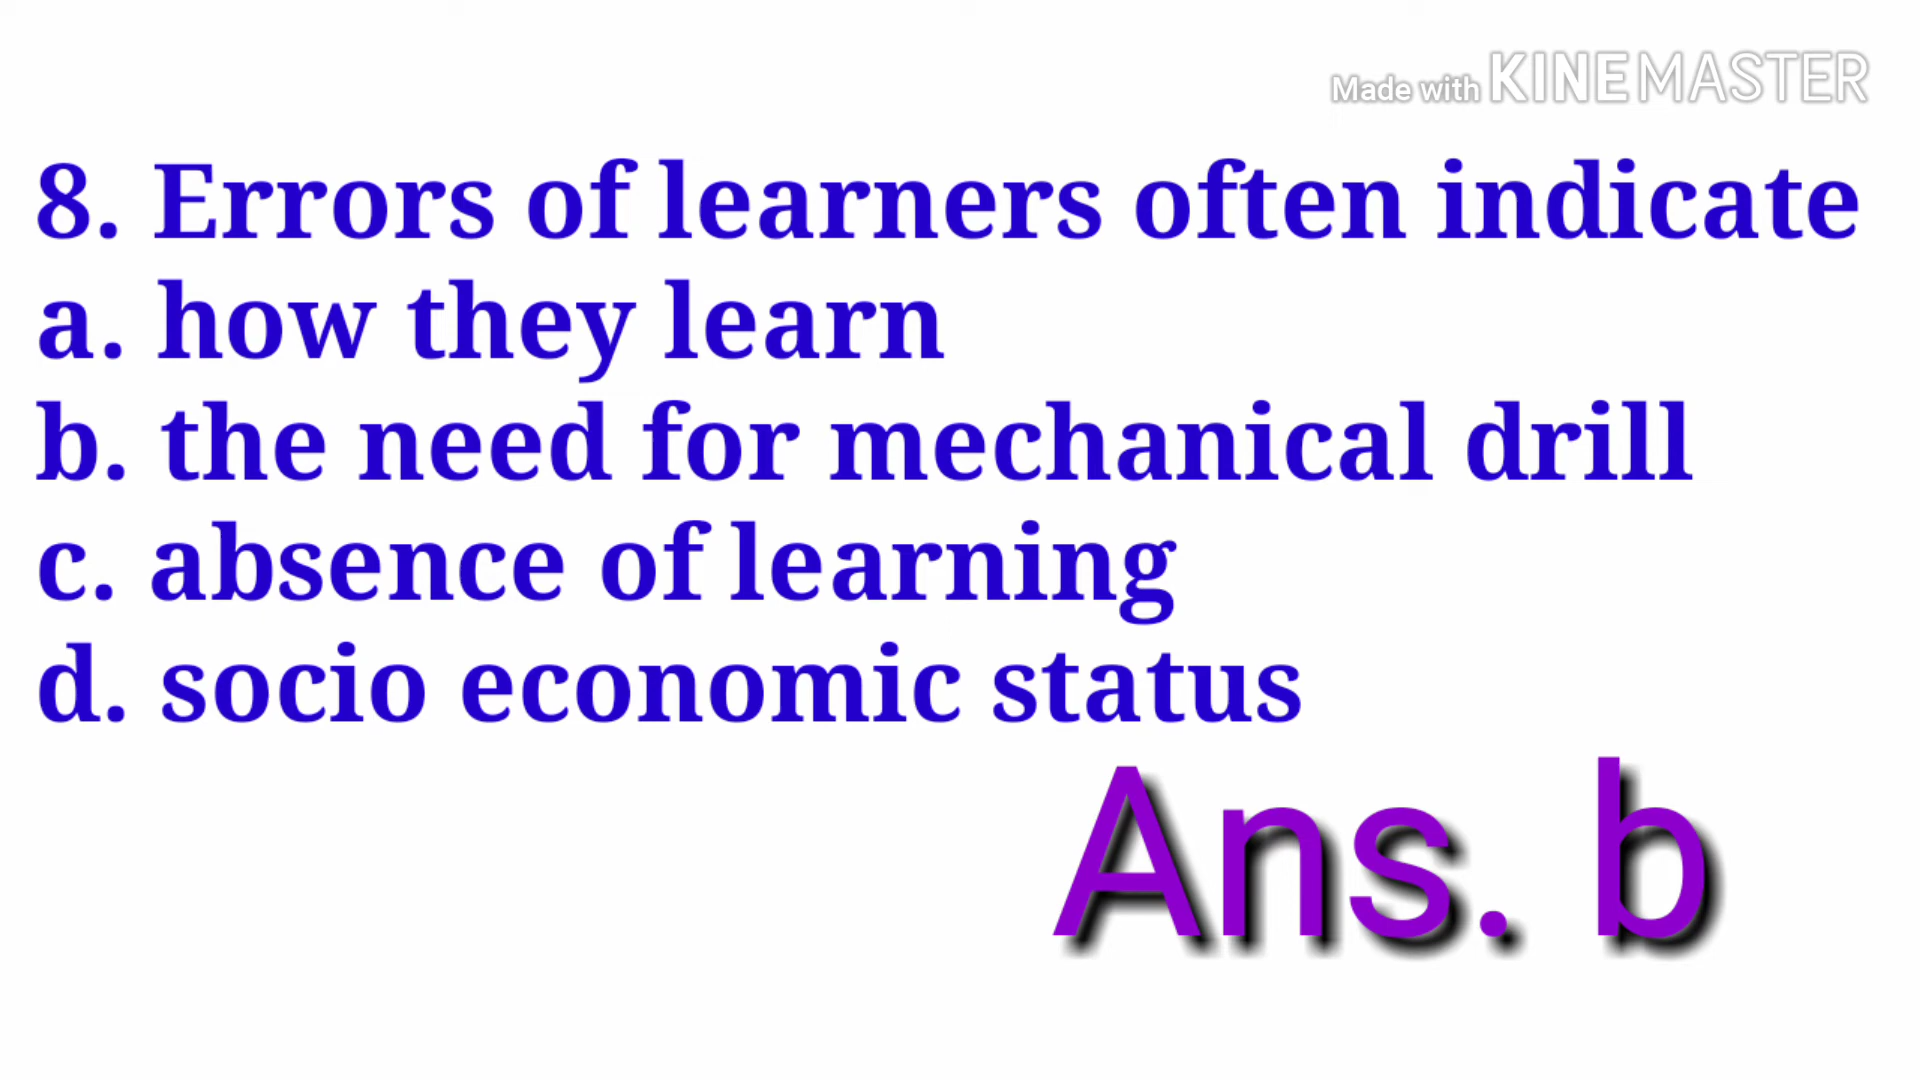 Made with KINEMASTER
8. Errors of learners often indicate
a. how they learn
b. the need for mechanical drill
c. absence of learning
d. socio economic status
Ans. b